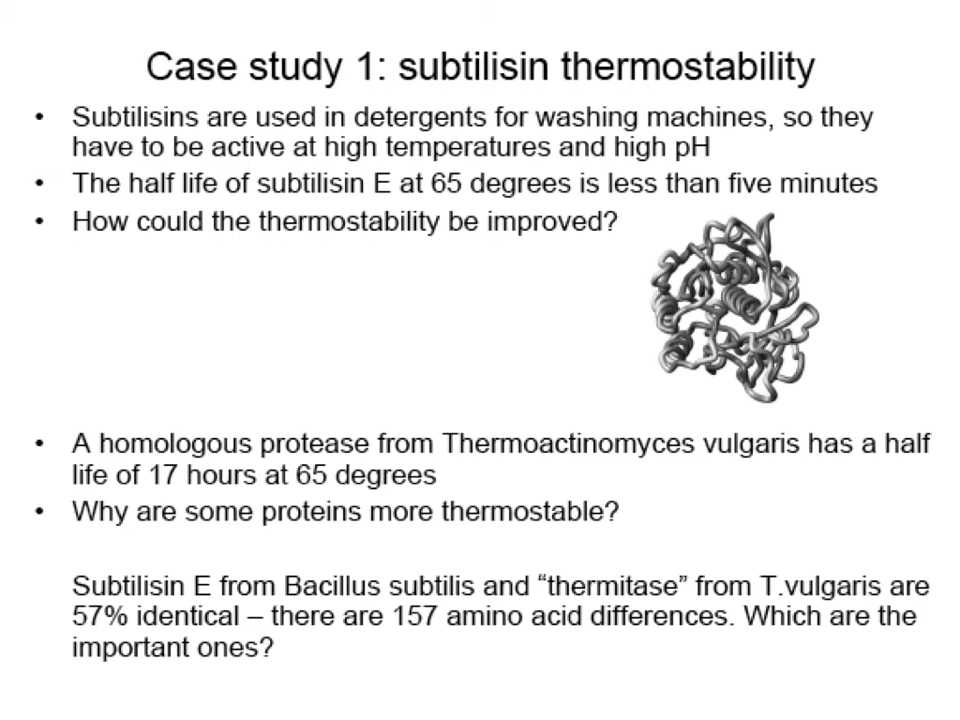 Case study 1: subtilisin thermostability
• Subtilisins are used in detergents for washing machines, so they
have to be active at high temperatures and high pH
• The half life of subtilisin E at 65 degrees is less than five minutes
• How could the thermostability be improved?
• A homologous protease from Thermoactinomyces vulgaris has a half
life of 17 hours at 65 degrees
• Why are some proteins more thermostable?
Subtilisin E from Bacillus subtilis and “thermitase” from T.vulgaris are
57% identical – there are 157 amino acid differences. Which are the
important ones?